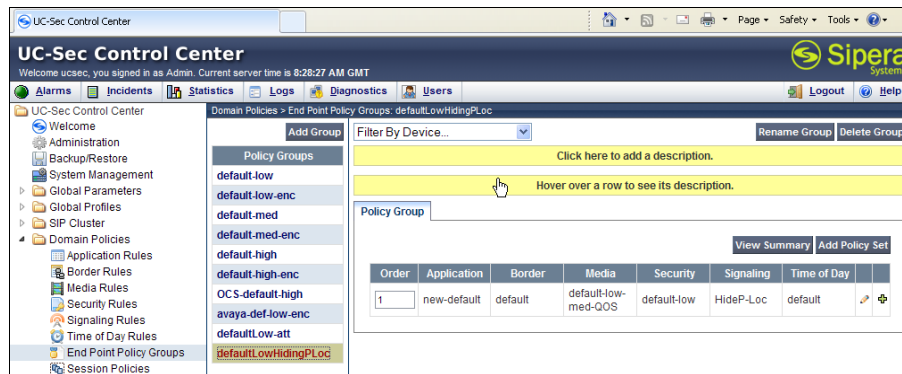 UC-Sec Control Center
Page Safety Tools
UC-Sec Control Center
Sipera
Systems
Welcome ucsec, you signed in as Admin. Current server time is 8:28:27 AM GMT
Alarms Incidents Statistics Logs Diagnostics Users Logout Help
UC-Sec Control Center
Welcome
Administration
Backup/Restore
System Management
Global Parameters
Global Profiles
SIP Cluster
Domain Policies
Application Rules
Border Rules
Media Rules
Security Rules
Signaling Rules
Time of Day Rules
End Point Policy Groups
Session Policies
Domain Policies > End Point Policy Groups: defaultLowHidingPLoc
Add Group
Policy Groups
default-low
default-low-enc
default-med
default-med-enc
default-high
default-high-enc
OCS-default-high
avaya-def-low-enc
defaultLow-att
defaultLowHidingPLoc
Filter By Device...
Rename Group Delete Group
Click here to add a description.
Hover over a row to see its description.
Policy Group
View Summary Add Policy Set
Order Application Border Media Security Signaling Time of Day
1 new-default default default-low-med-QOS default-low HideP-Loc default